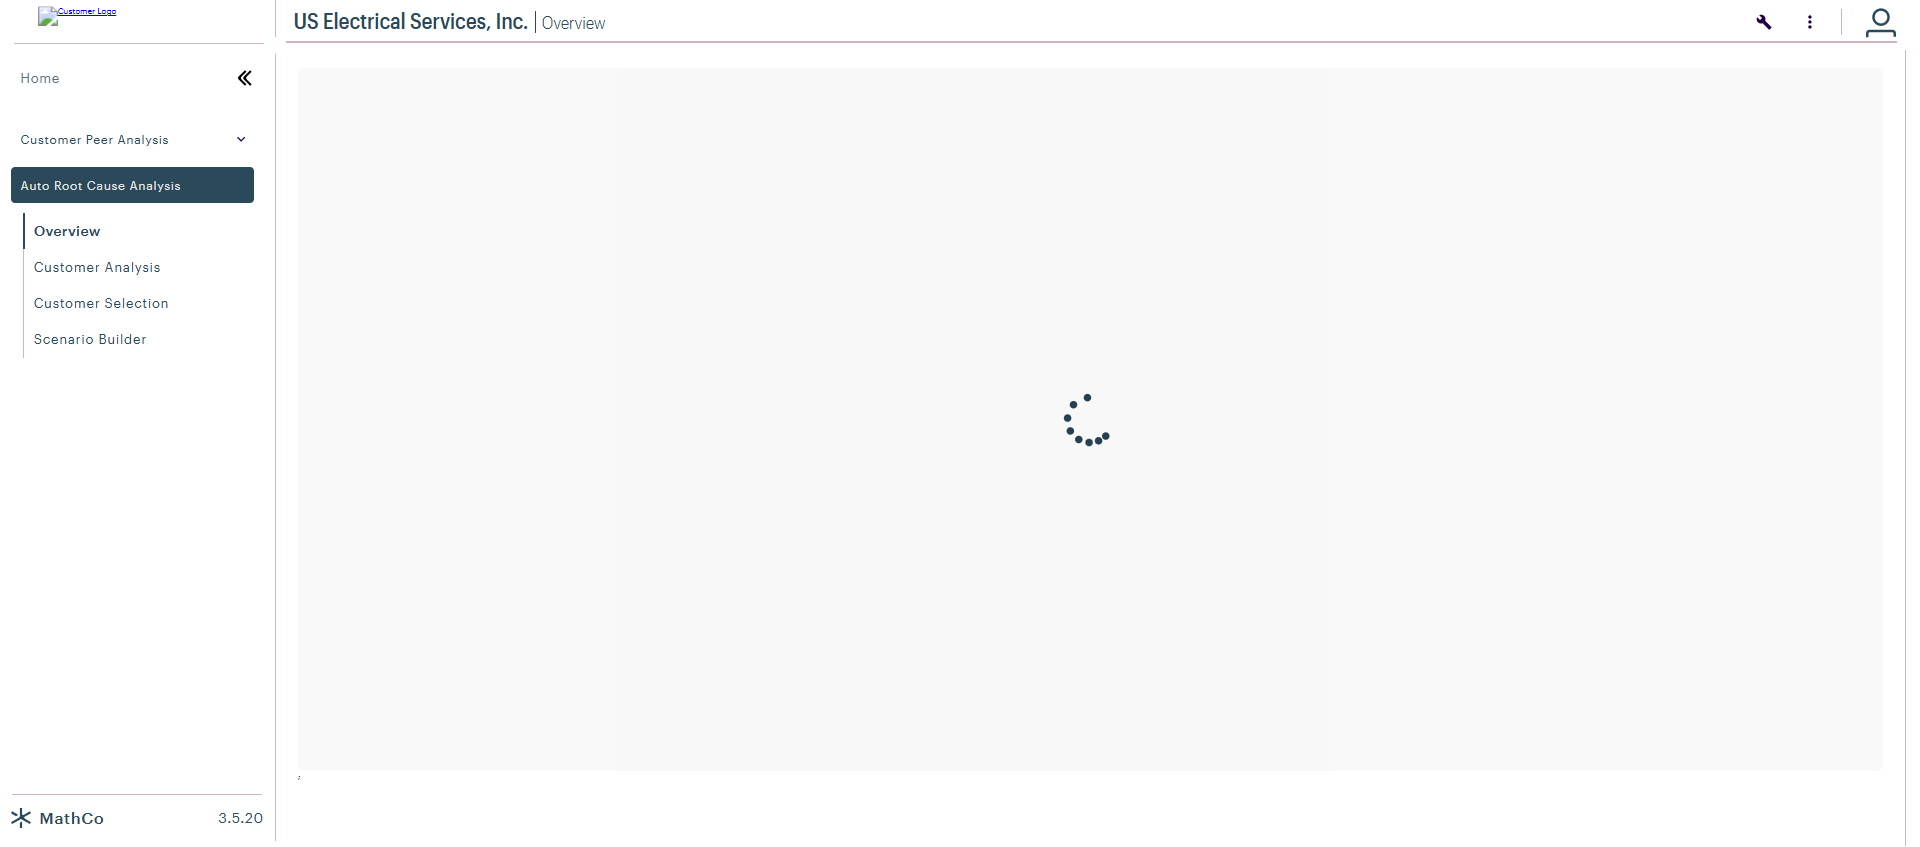 Customer Logo
US Electrical Services, Inc. | Overview
Home
Customer Peer Analysis
Auto Root Cause Analysis
Overview
Customer Analysis
Customer Selection
Scenario Builder
MathCo 3.5.20